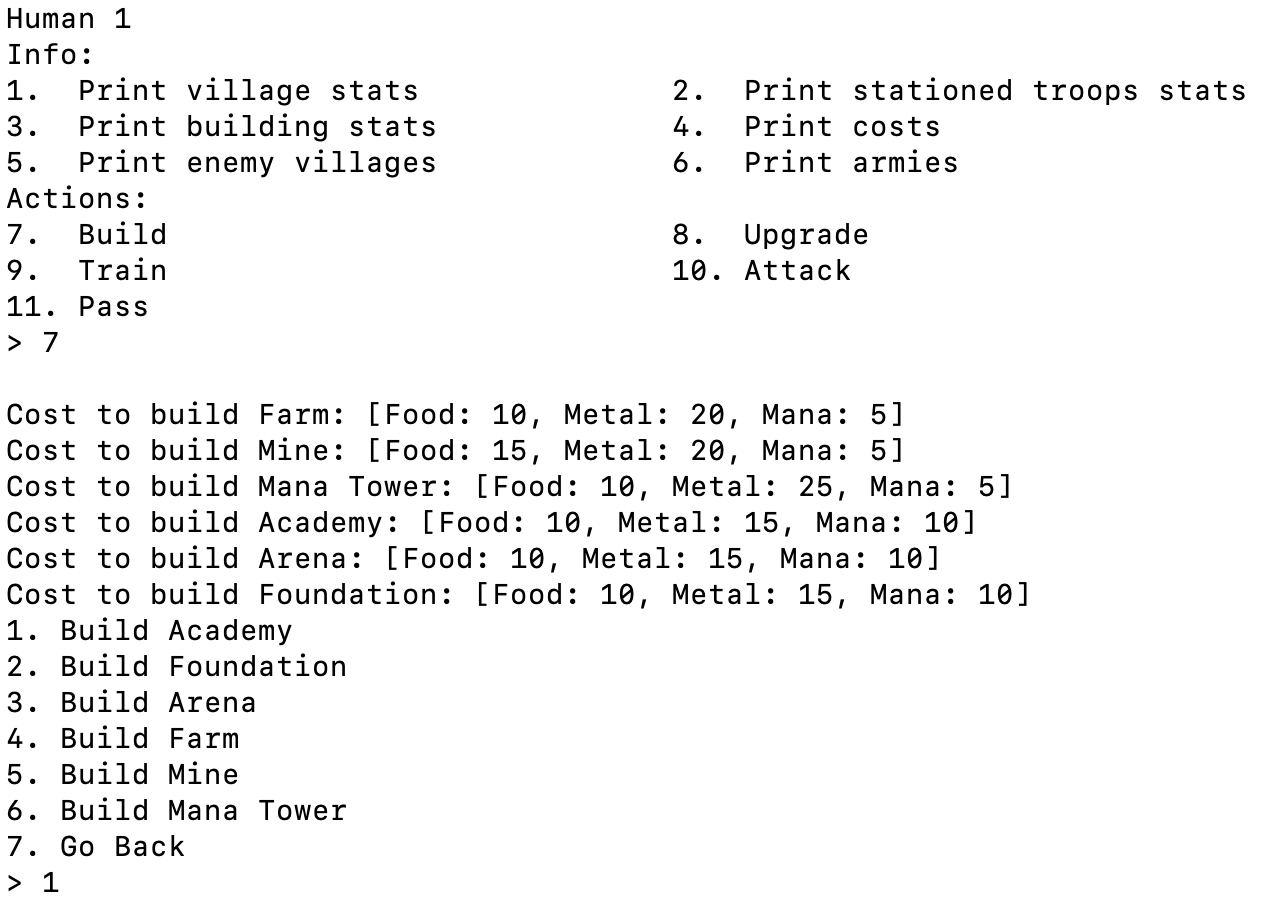 Human 1
Info:
1.  Print village stats                2.  Print stationed troops stats
3.  Print building stats               4.  Print costs
5.  Print enemy villages               6.  Print armies
Actions:
7.  Build                              8.  Upgrade
9.  Train                              10. Attack
11. Pass
> 7
Cost to build Farm: [Food: 10, Metal: 20, Mana: 5]
Cost to build Mine: [Food: 15, Metal: 20, Mana: 5]
Cost to build Mana Tower: [Food: 10, Metal: 25, Mana: 5]
Cost to build Academy: [Food: 10, Metal: 15, Mana: 10]
Cost to build Arena: [Food: 10, Metal: 15, Mana: 10]
Cost to build Foundation: [Food: 10, Metal: 15, Mana: 10]
1. Build Academy
2. Build Foundation
3. Build Arena
4. Build Farm
5. Build Mine
6. Build Mana Tower
7. Go Back
> 1